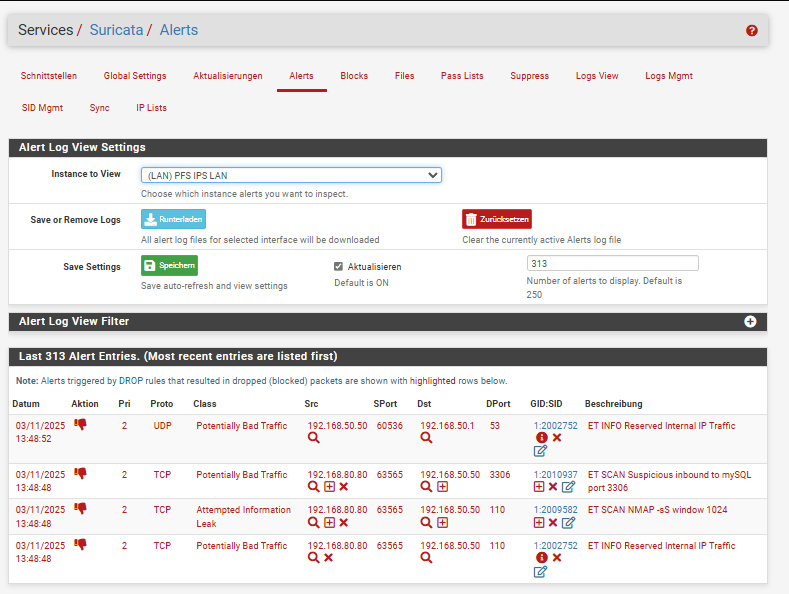 Services / Suricata / Alerts
Schnittstellen Global Settings Aktualisierungen Alerts Blocks Files Pass Lists Suppress Logs View Logs Mgmt
SID Mgmt Sync IP Lists
Alert Log View Settings
Instance to View (LAN) PFS IPS LAN
Choose which instance alerts you want to inspect.
Save or Remove Logs Runterladen Zurücksetzen
All alert log files for selected interface will be downloaded Clear the currently active Alerts log file
Save Settings Speichern Aktualisieren 313
Save auto-refresh and view settings Default is ON Number of alerts to display. Default is
250
Alert Log View Filter
Last 313 Alert Entries. (Most recent entries are listed first)
Note: Alerts triggered by DROP rules that resulted in dropped (blocked) packets are shown with highlighted rows below.
Datum Aktion Pri Proto Class Src SPort Dst DPort GID:SID Beschreibung
03/11/2025 2 UDP Potentially Bad Traffic 192.168.50.50 60536 192.168.50.1 53 1:2002752 ET INFO Reserved Internal IP Traffic
13:48:52
03/11/2025 2 TCP Potentially Bad Traffic 192.168.80.80 63565 192.168.50.50 3306 1:2010937 ET SCAN Suspicious inbound to mySQL
13:48:48 port 3306
03/11/2025 2 TCP Attempted Information 192.168.80.80 63565 192.168.50.50 110 1:2009582 ET SCAN NMAP -sS window 1024
13:48:48 Leak
03/11/2025 2 TCP Potentially Bad Traffic 192.168.80.80 63565 192.168.50.50 110 1:2002752 ET INFO Reserved Internal IP Traffic
13:48:48